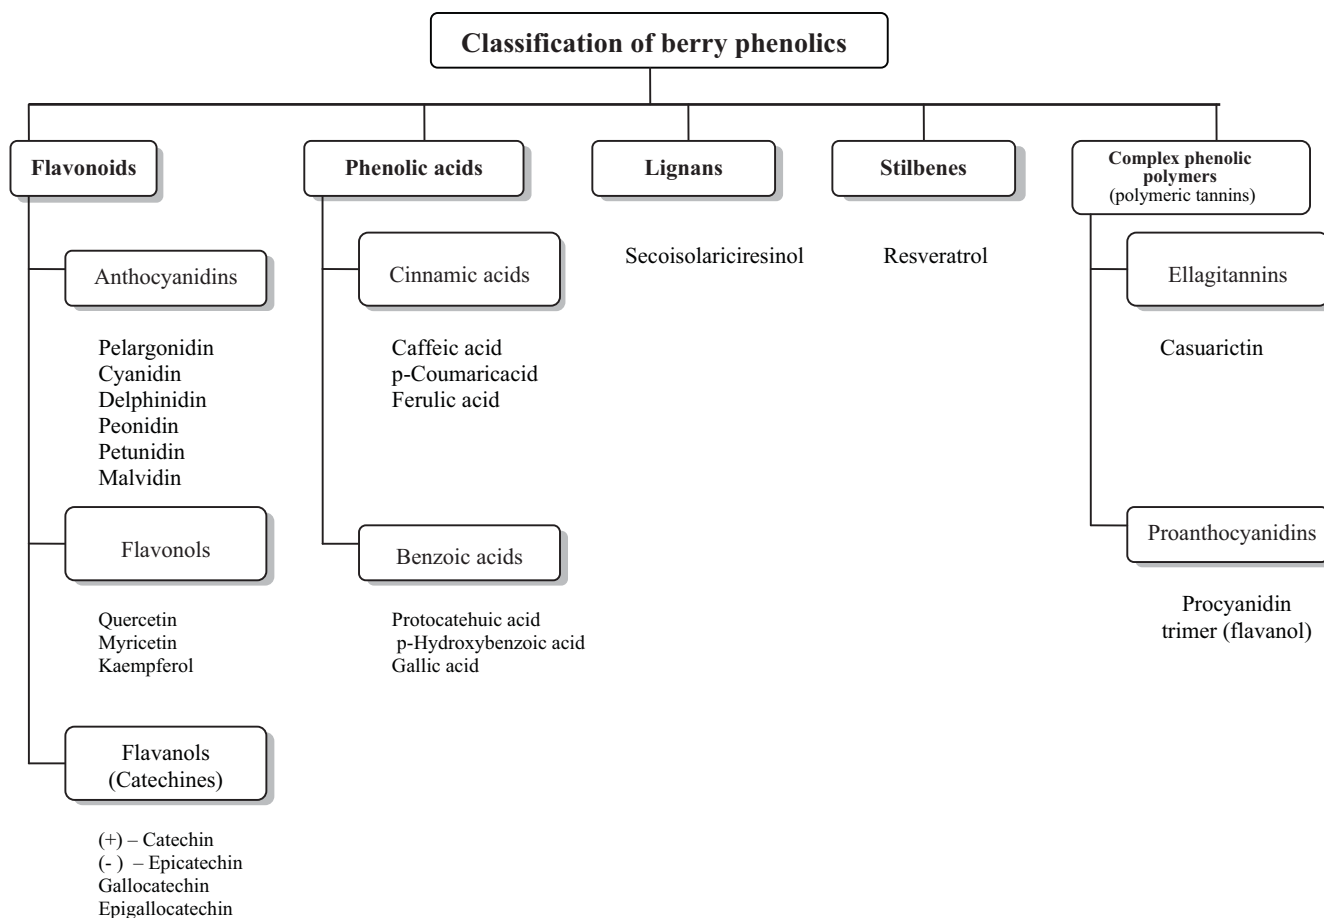 Classification of berry phenolics
Flavonoids
Anthocyanidins
Pelargonidin
Cyanidin
Delphinidin
Peonidin
Petunidin
Malvidin
Flavonols
Quercetin
Myricetin
Kaempferol
Flavanols
(Catechines)
(+) – Catechin
(- ) – Epicatechin
Gallocatechin
Epigallocatechin
Phenolic acids
Cinnamic acids
Caffeic acid
p-Coumaricacid
Ferulic acid
Benzoic acids
Protocatehuic acid
p-Hydroxybenzoic acid
Gallic acid
Lignans
Secoisolariciresinol
Stilbenes
Resveratrol
Complex phenolic
polymers
(polymeric tannins)
Ellagitannins
Casuarictin
Proanthocyanidins
Procyanidin
trimer (flavanol)